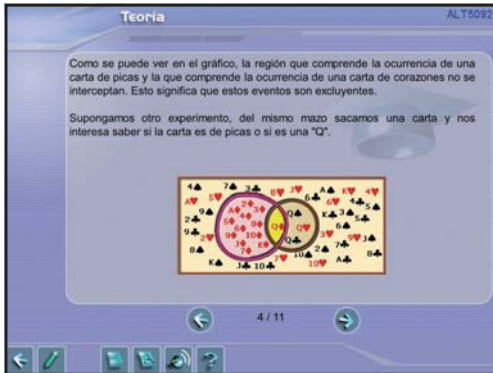 Teoría
ALT5092
Como se puede ver en el gráfico, la región que comprende la ocurrencia de una
carta de picas y la que comprende la ocurrencia de una carta de corazones no se
interceptan. Esto significa que estos eventos son excluyentes.
Supongamos otro experimento, del mismo mazo sacamos una carta y nos
interesa saber si la carta es de picas o si es una "Q".
4 / 11